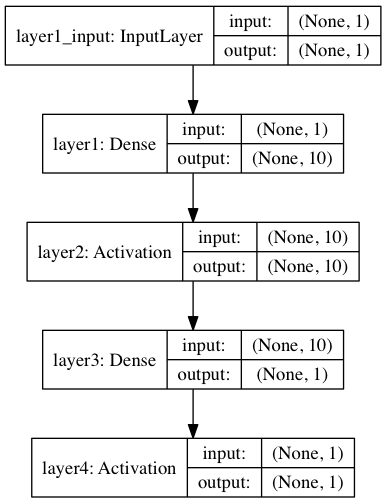 layer1_input: InputLayer
input: (None, 1)
output: (None, 1)
layer1: Dense
input: (None, 1)
output: (None, 10)
layer2: Activation
input: (None, 10)
output: (None, 10)
layer3: Dense
input: (None, 10)
output: (None, 1)
layer4: Activation
input: (None, 1)
output: (None, 1)